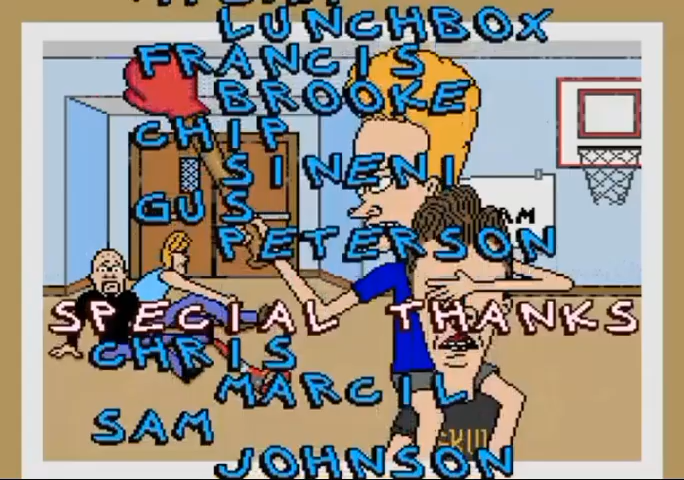 LUNCHBOX
FRANCIS
BROOKE
CHIP
SINENI
GUS
PETERSON
SPECIAL THANKS
CHRIS
MARCIL
SAM
JOHNSON